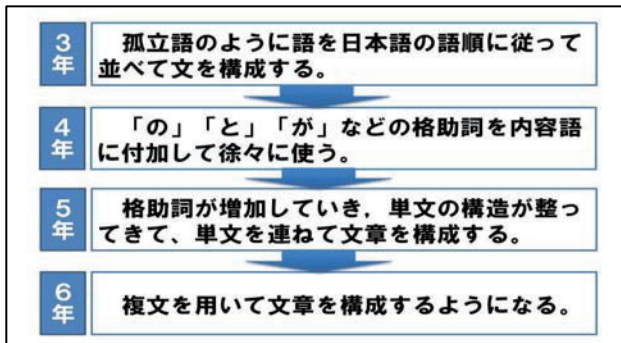 3年
孤立語のように語を日本語の語順に従って
並べて文を構成する。
4年
「の」「と」「が」などの格助詞を内容語
に付加して徐々に使う。
5年
格助詞が増加していき，単文の構造が整っ
てきて、単文を連ねて文章を構成する。
6年
複文を用いて文章を構成するようになる。